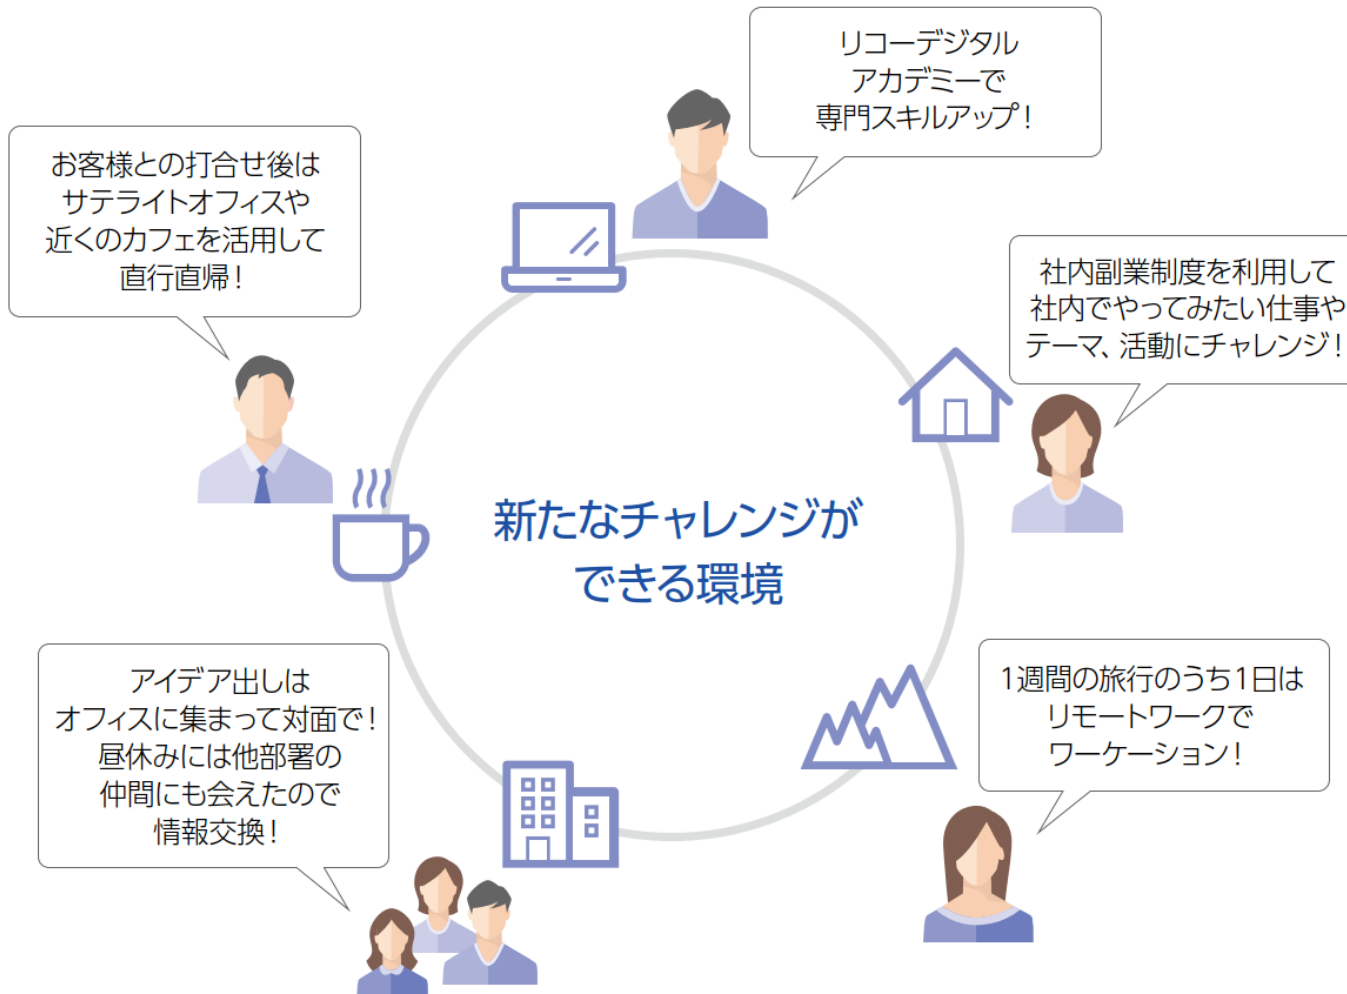 リコーデジタル
アカデミーで
専門スキルアップ！
お客様との打合せ後は
サテライトオフィスや
近くのカフェを活用して
直行直帰！
社内副業制度を利用して
社内でやってみたい仕事や
テーマ、活動にチャレンジ！
新たなチャレンジが
できる環境
アイデア出しは
オフィスに集まって対面で！
昼休みには他部署の
仲間にも会えたので
情報交換！
1週間の旅行のうち1日は
リモートワークで
ワーケーション！